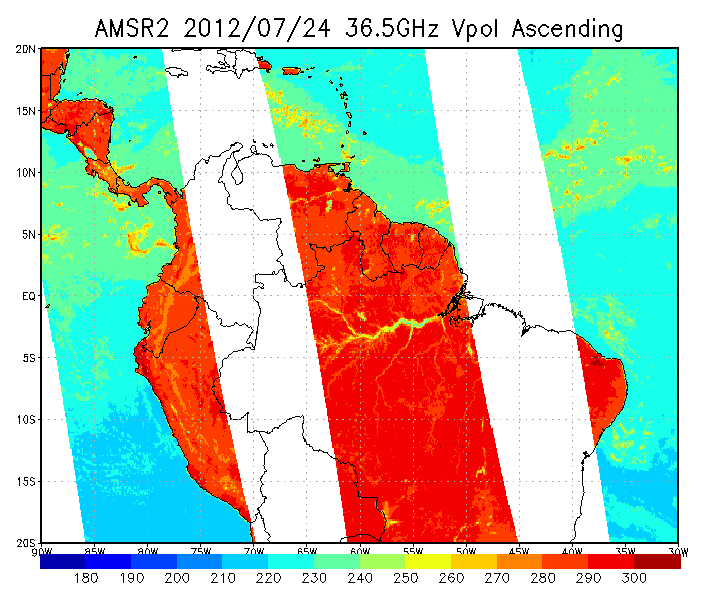 AMSR2 2012/07/24 36.5GHz Vpol Ascending
20N
15N
10N
5N
EQ
5S
10S
15S
20S
90W 85W 80W 75W 70W 65W 60W 55W 50W 45W 40W 35W 30W
180 190 200 210 220 230 240 250 260 270 280 290 300